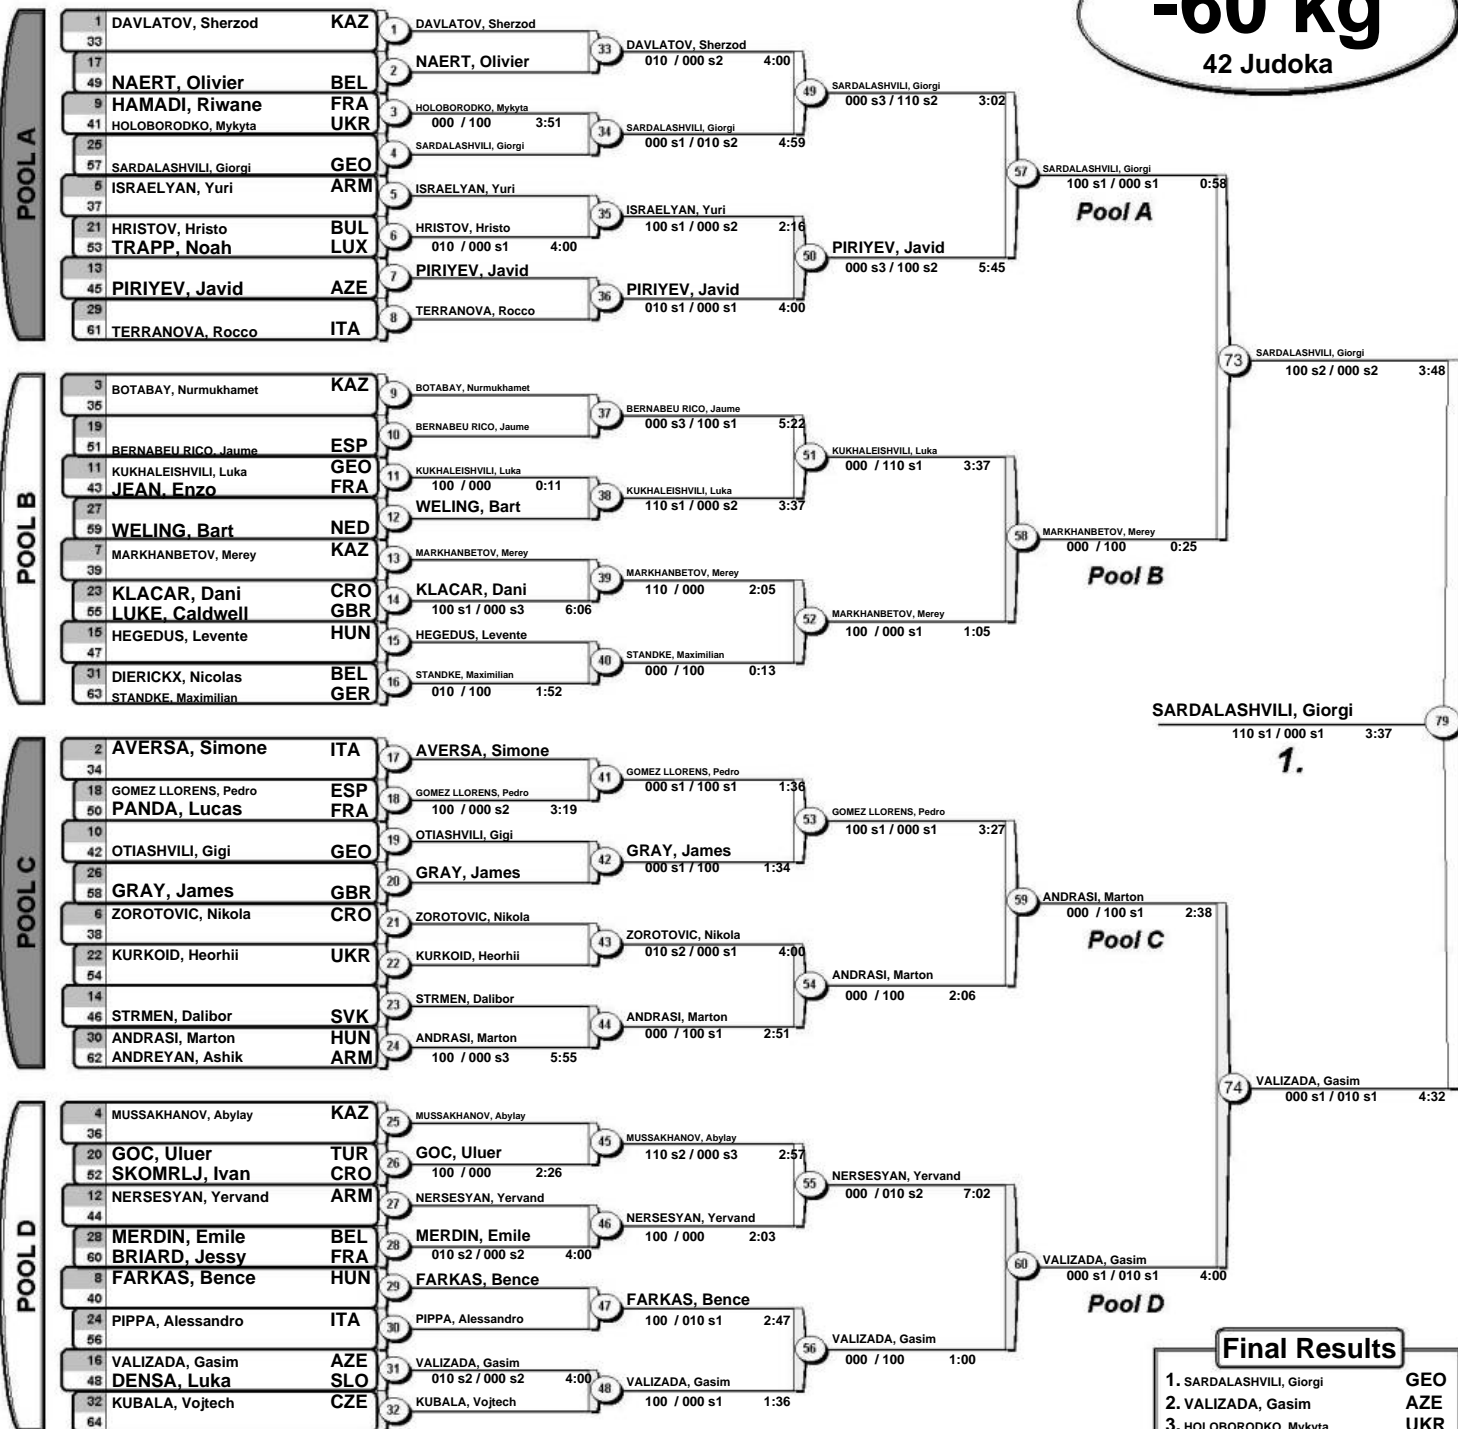 -60 kg
42 Judoka
POOL A
1 DAVLATOV, Sherzod KAZ
33
17
49 NAERT, Olivier BEL
9 HAMADI, Riwane FRA
41 HOLOBORODKO, Mykyta UKR
25
57 SARDALASHVILI, Giorgi GEO
5 ISRAELYAN, Yuri ARM
37
21 HRISTOV, Hristo BUL
53 TRAPP, Noah LUX
13
45 PIRIYEV, Javid AZE
29
61 TERRANOVA, Rocco ITA
1 DAVLATOV, Sherzod
2 NAERT, Olivier
3 HOLOBORODKO, Mykyta
000 / 100 3:51
4 SARDALASHVILI, Giorgi
5 ISRAELYAN, Yuri
6 HRISTOV, Hristo
010 / 000 s1 4:00
7 PIRIYEV, Javid
8 TERRANOVA, Rocco
33 DAVLATOV, Sherzod
010 / 000 s2 4:00
34 SARDALASHVILI, Giorgi
000 s1 / 010 s2 4:59
35 ISRAELYAN, Yuri
100 s1 / 000 s2 2:16
36 PIRIYEV, Javid
010 s1 / 000 s1 4:00
49 SARDALASHVILI, Giorgi
000 s3 / 110 s2 3:02
50 PIRIYEV, Javid
000 s3 / 100 s2 5:45
57 SARDALASHVILI, Giorgi
100 s1 / 000 s1 0:58
Pool A
POOL B
3 BOTABAY, Nurmukhamet KAZ
35
19
51 BERNABEU RICO, Jaume ESP
11 KUKHALEISHVILI, Luka GEO
43 JEAN, Enzo FRA
27
59 WELING, Bart NED
7 MARKHANBETOV, Merey KAZ
39
23 KLACAR, Dani CRO
55 LUKE, Caldwell GBR
15 HEGEDUS, Levente HUN
47
31 DIERICKX, Nicolas BEL
63 STANDKE, Maximilian GER
9 BOTABAY, Nurmukhamet
10 BERNABEU RICO, Jaume
11 KUKHALEISHVILI, Luka
100 / 000 0:11
12 WELING, Bart
13 MARKHANBETOV, Merey
14 KLACAR, Dani
100 s1 / 000 s3 6:06
15 HEGEDUS, Levente
16 STANDKE, Maximilian
010 / 100 1:52
37 BERNABEU RICO, Jaume
000 s3 / 100 s1 5:22
38 KUKHALEISHVILI, Luka
110 s1 / 000 s2 3:37
39 MARKHANBETOV, Merey
110 / 000 2:05
40 STANDKE, Maximilian
000 / 100 0:13
51 KUKHALEISHVILI, Luka
000 / 110 s1 3:37
52 MARKHANBETOV, Merey
100 / 000 s1 1:05
58 MARKHANBETOV, Merey
000 / 100 0:25
Pool B
73 SARDALASHVILI, Giorgi
100 s2 / 000 s2 3:48
SARDALASHVILI, Giorgi 79
110 s1 / 000 s1 3:37
1.
POOL C
2 AVERSA, Simone ITA
34
18 GOMEZ LLORENS, Pedro ESP
50 PANDA, Lucas FRA
10
42 OTIASHVILI, Gigi GEO
26
58 GRAY, James GBR
6 ZOROTOVIC, Nikola CRO
38
22 KURKOID, Heorhii UKR
54
14
46 STRMEN, Dalibor SVK
30 ANDRASI, Marton HUN
62 ANDREYAN, Ashik ARM
17 AVERSA, Simone
18 GOMEZ LLORENS, Pedro
100 / 000 s2 3:19
19 OTIASHVILI, Gigi
20 GRAY, James
21 ZOROTOVIC, Nikola
22 KURKOID, Heorhii
23 STRMEN, Dalibor
24 ANDRASI, Marton
100 / 000 s3 5:55
41 GOMEZ LLORENS, Pedro
000 s1 / 100 s1 1:36
42 GRAY, James
000 s1 / 100 1:34
43 ZOROTOVIC, Nikola
010 s2 / 000 s1 4:00
44 ANDRASI, Marton
000 / 100 s1 2:51
53 GOMEZ LLORENS, Pedro
100 s1 / 000 s1 3:27
54 ANDRASI, Marton
000 / 100 2:06
59 ANDRASI, Marton
000 / 100 s1 2:38
Pool C
74 VALIZADA, Gasim
000 s1 / 010 s1 4:32
POOL D
4 MUSSAKHANOV, Abylay KAZ
36
20 GOC, Uluer TUR
52 SKOMRLJ, Ivan CRO
12 NERSESYAN, Yervand ARM
44
28 MERDIN, Emile BEL
60 BRIARD, Jessy FRA
8 FARKAS, Bence HUN
40
24 PIPPA, Alessandro ITA
56
16 VALIZADA, Gasim AZE
48 DENSA, Luka SLO
32 KUBALA, Vojtech CZE
64
25 MUSSAKHANOV, Abylay
26 GOC, Uluer
100 / 000 2:26
27 NERSESYAN, Yervand
28 MERDIN, Emile
010 s2 / 000 s2 4:00
29 FARKAS, Bence
30 PIPPA, Alessandro
31 VALIZADA, Gasim
010 s2 / 000 s2 4:00
32 KUBALA, Vojtech
45 MUSSAKHANOV, Abylay
110 s2 / 000 s3 2:57
46 NERSESYAN, Yervand
100 / 000 2:03
47 FARKAS, Bence
100 / 010 s1 2:47
48 VALIZADA, Gasim
100 / 000 s1 1:36
55 NERSESYAN, Yervand
000 / 010 s2 7:02
56 VALIZADA, Gasim
000 / 100 1:00
60 VALIZADA, Gasim
000 s1 / 010 s1 4:00
Pool D
Final Results
1. SARDALASHVILI, Giorgi GEO
2. VALIZADA, Gasim AZE
3. HOLOBORODKO, Mykyta UKR